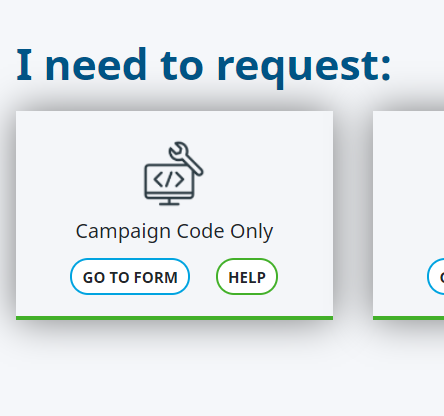 I need to request:
</>
Campaign Code Only
GO TO FORM
HELP